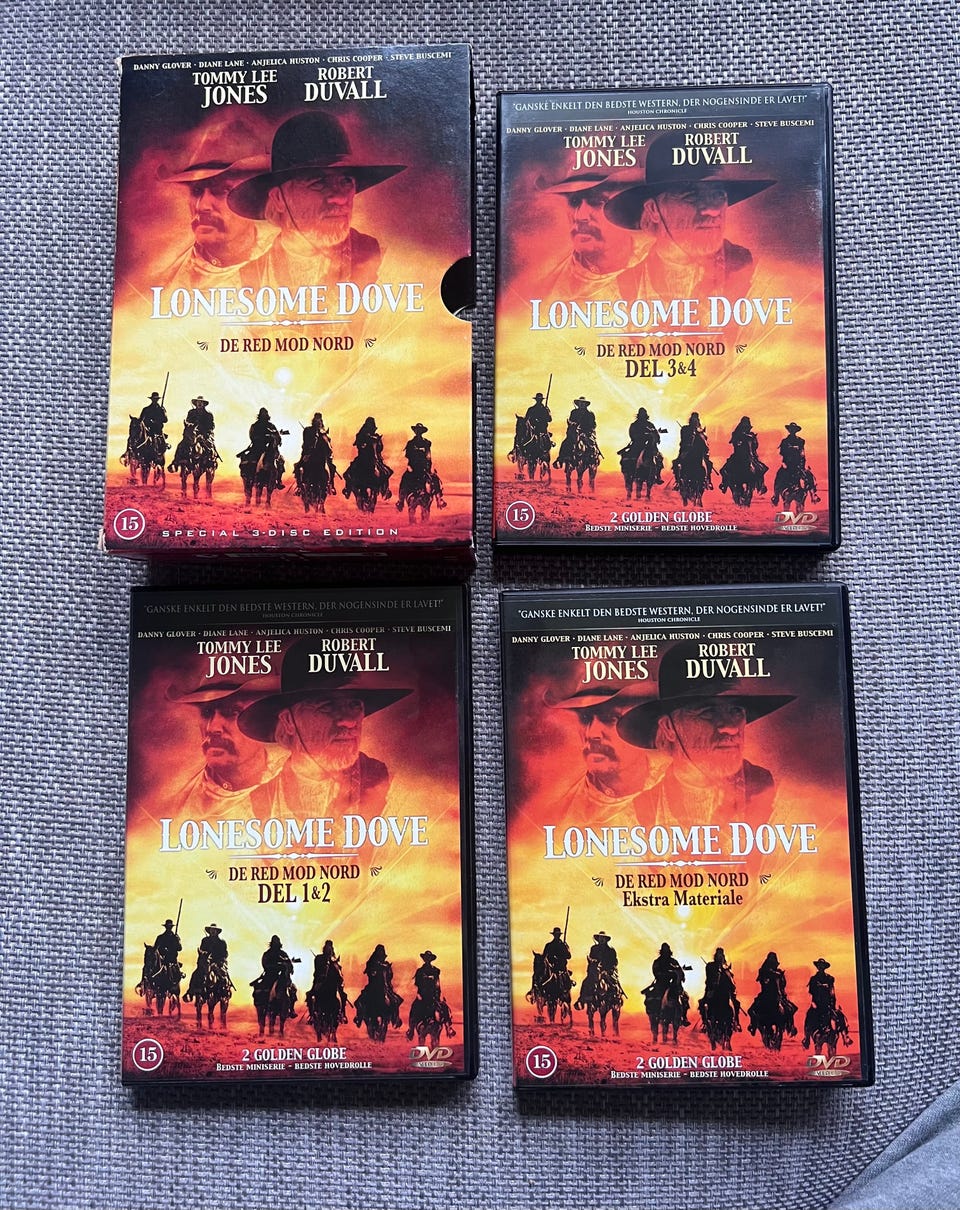 DANNY GLOVER · DIANE LANE · ANJELICA HUSTON · CHRIS COOPER · STEVE BUSCEMI
TOMMY LEE JONES
ROBERT DUVALL
LONESOME DOVE
DE RED MOD NORD
15
SPECIAL 3-DISC EDITION
"GANSKE ENKELT DEN BEDSTE WESTERN, DER NOGENSINDE ER LAVET!"
HOUSTON CHRONICLE
DANNY GLOVER · DIANE LANE · ANJELICA HUSTON · CHRIS COOPER · STEVE BUSCEMI
TOMMY LEE JONES
ROBERT DUVALL
LONESOME DOVE
DE RED MOD NORD
DEL 3&4
15
2 GOLDEN GLOBE
BEDSTE MINISERIE – BEDSTE HOVEDROLLE
DVD
VIDEO
"GANSKE ENKELT DEN BEDSTE WESTERN, DER NOGENSINDE ER LAVET!"
HOUSTON CHRONICLE
DANNY GLOVER · DIANE LANE · ANJELICA HUSTON · CHRIS COOPER · STEVE BUSCEMI
TOMMY LEE JONES
ROBERT DUVALL
LONESOME DOVE
DE RED MOD NORD
DEL 1&2
15
2 GOLDEN GLOBE
BEDSTE MINISERIE – BEDSTE HOVEDROLLE
DVD
VIDEO
"GANSKE ENKELT DEN BEDSTE WESTERN, DER NOGENSINDE ER LAVET!"
HOUSTON CHRONICLE
DANNY GLOVER · DIANE LANE · ANJELICA HUSTON · CHRIS COOPER · STEVE BUSCEMI
TOMMY LEE JONES
ROBERT DUVALL
LONESOME DOVE
DE RED MOD NORD
Ekstra Materiale
15
2 GOLDEN GLOBE
BEDSTE MINISERIE – BEDSTE HOVEDROLLE
DVD
VIDEO